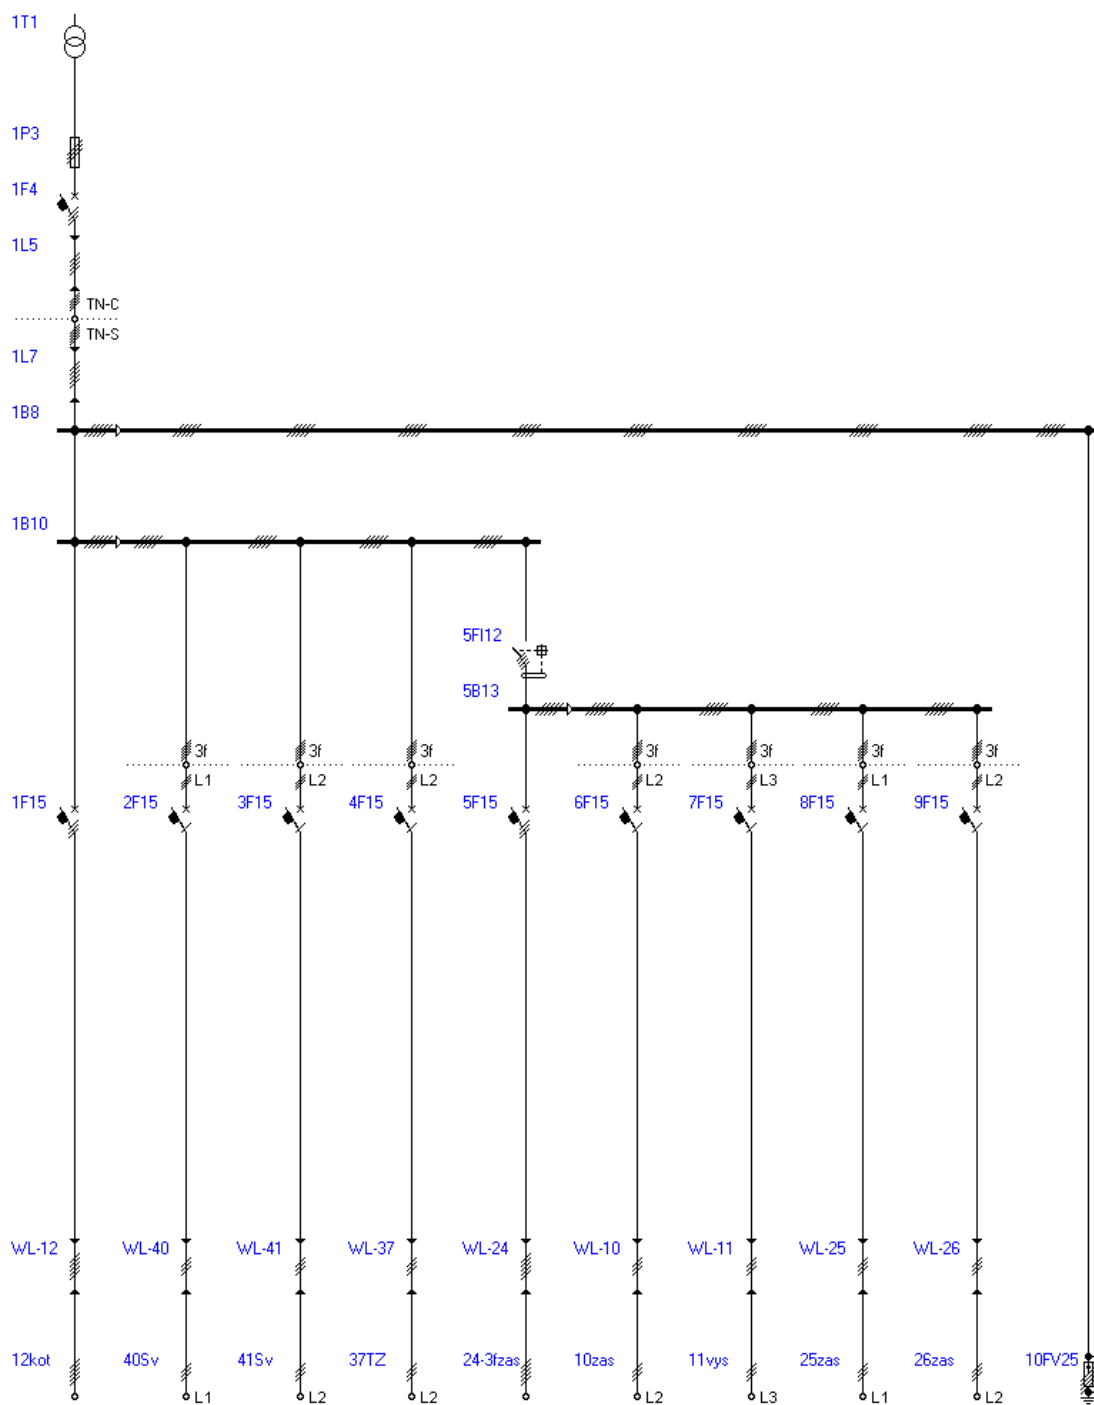 1T1
1P3
1F4
1L5
TN-C
TN-S
1L7
1B8
1B10
5FI12
5B13
3f 3f 3f 3f 3f 3f 3f
L1 L2 L2 L2 L3 L1 L2
1F15 2F15 3F15 4F15 5F15 6F15 7F15 8F15 9F15
WL-12 WL-40 WL-41 WL-37 WL-24 WL-10 WL-11 WL-25 WL-26
12kot 40Sv 41Sv 37TZ 24-3fzas 10zas 11vys 25zas 26zas 10FV25
L1 L2 L2 L2 L3 L1 L2